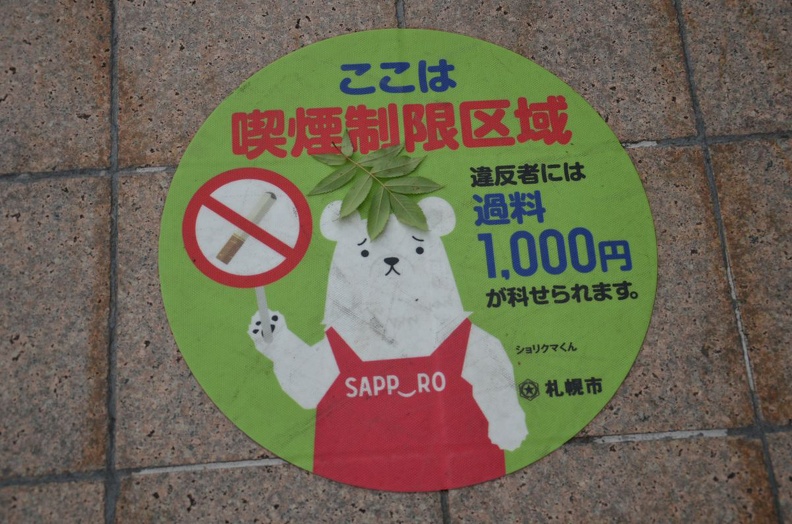 ここは
喫煙制限区域
違反者には
過料
1,000円
が科せられます。
ショリクマくん
札幌市
SAPP‿RO